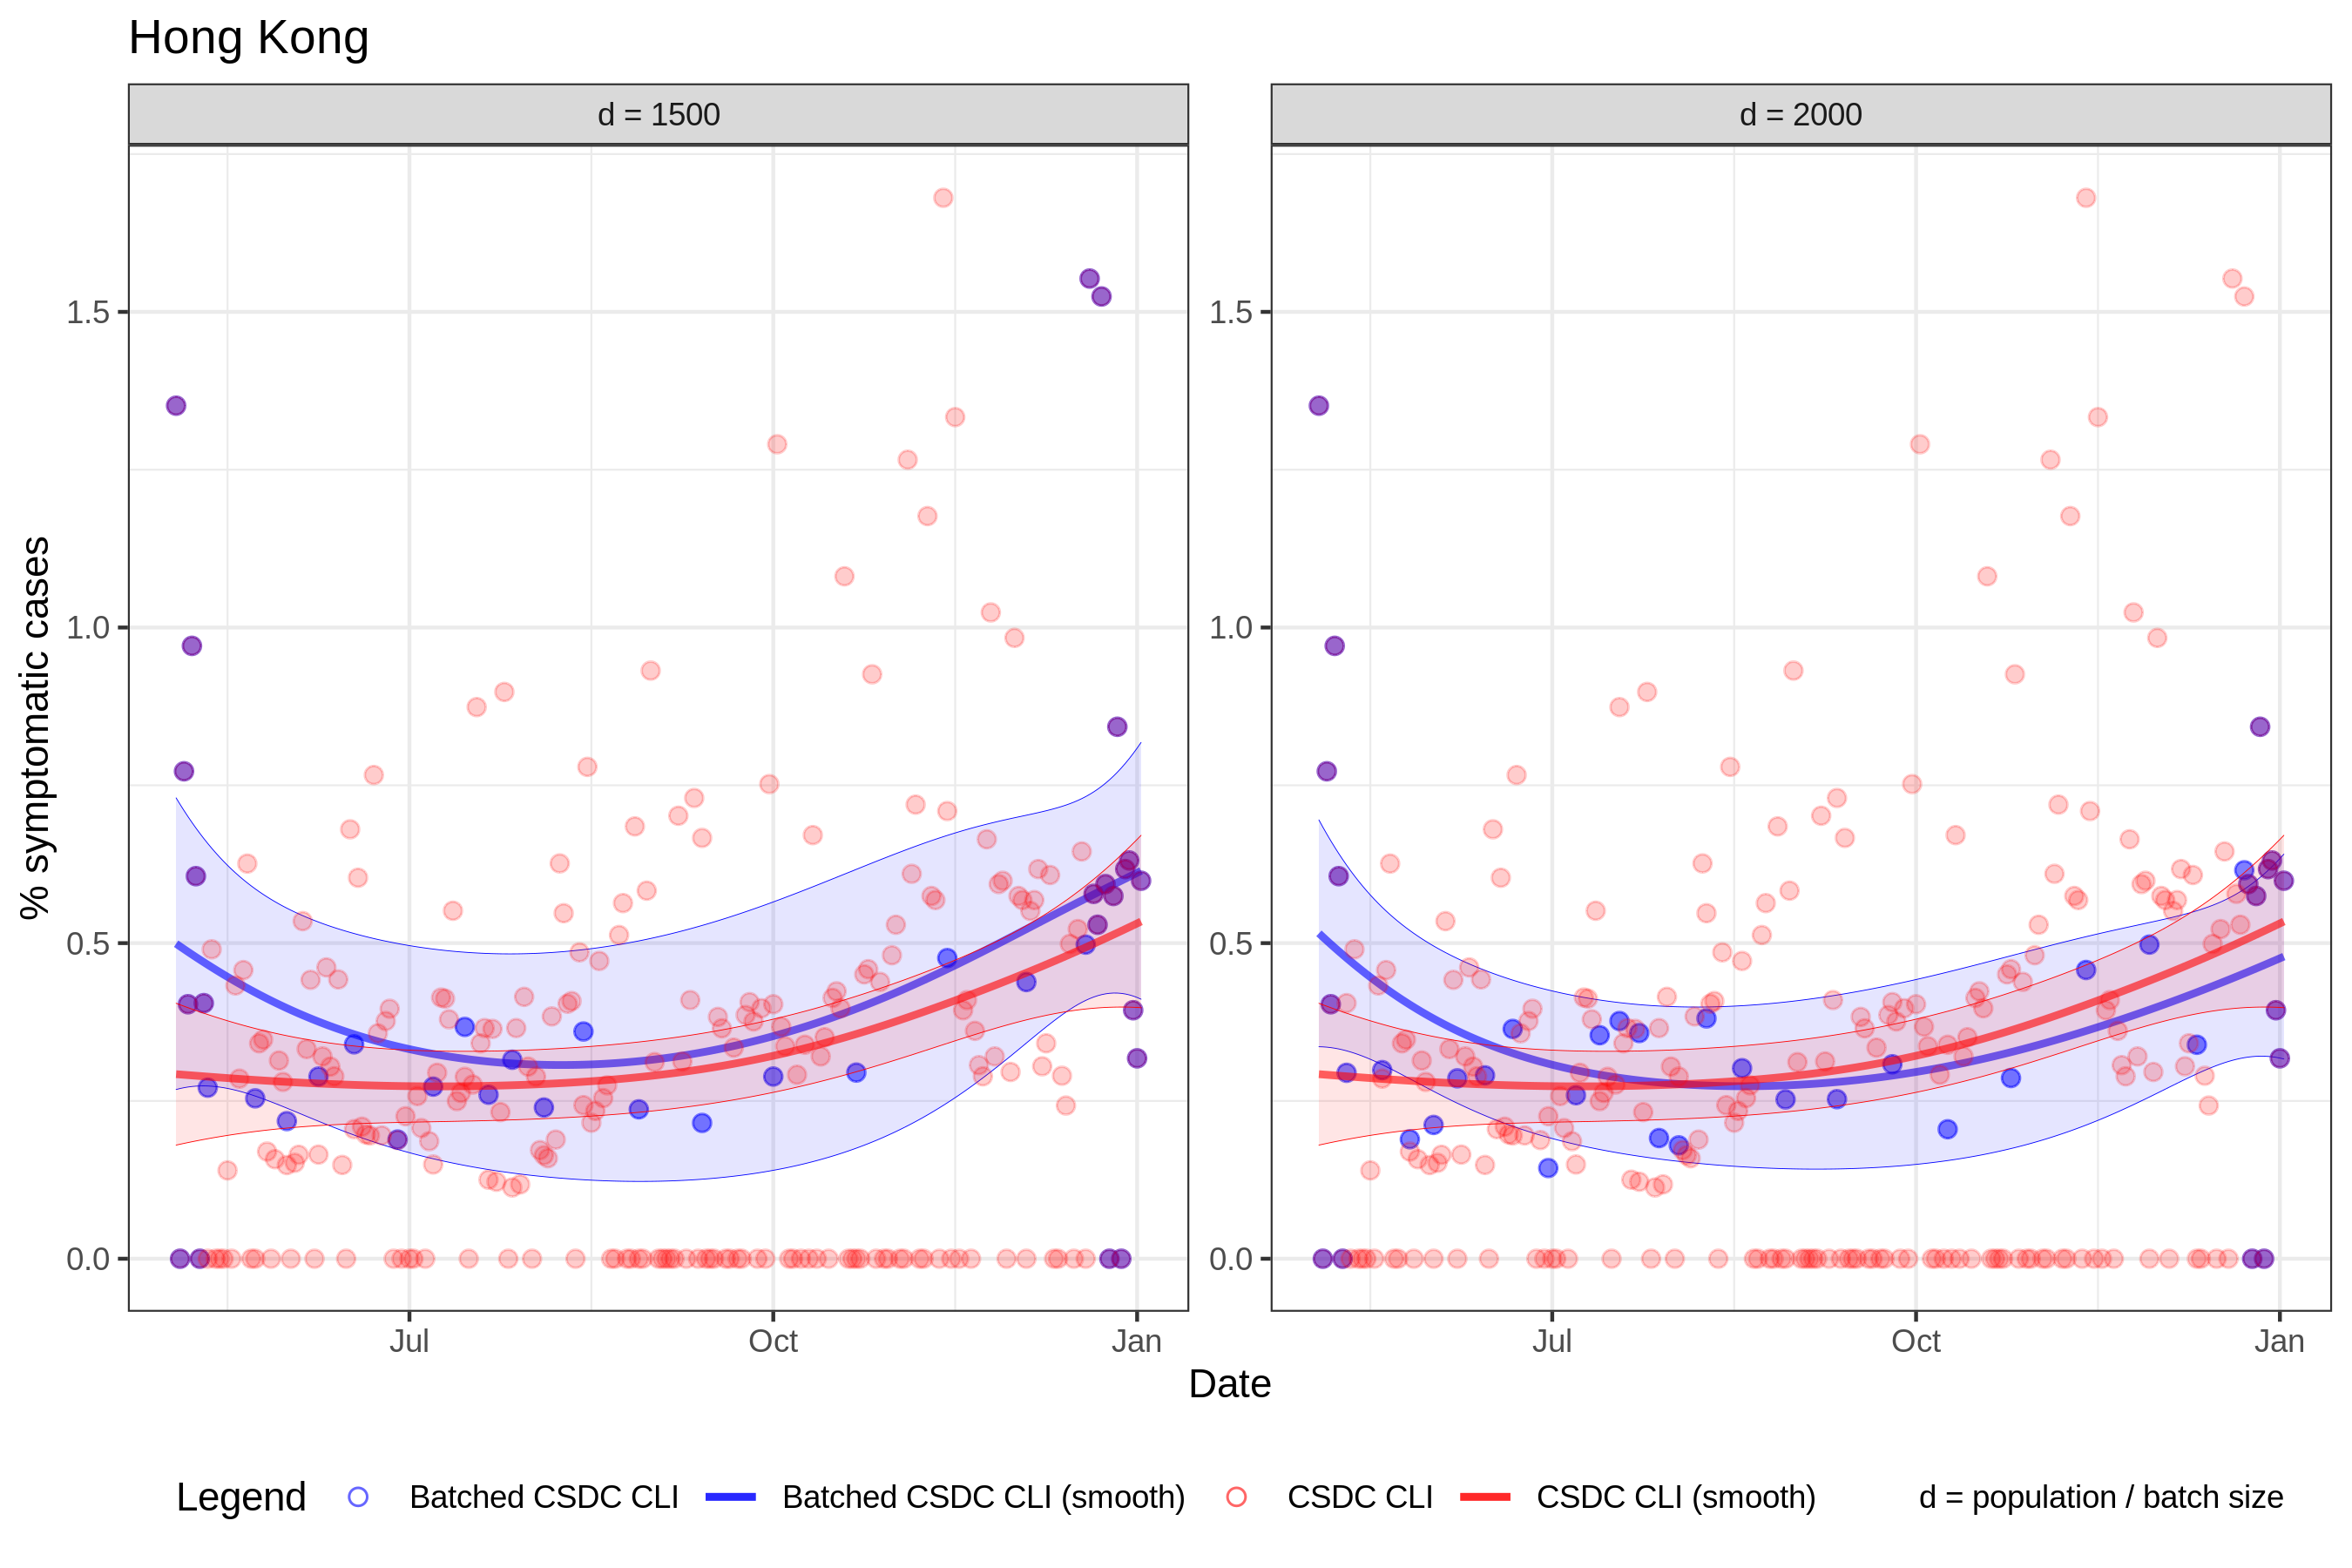 Hong Kong
d = 1500
d = 2000
% symptomatic cases
1.5
1.0
0.5
0.0
1.5
1.0
0.5
0.0
Jul
Oct
Jan
Jul
Oct
Jan
Date
Legend
Batched CSDC CLI
Batched CSDC CLI (smooth)
CSDC CLI
CSDC CLI (smooth)
d = population / batch size